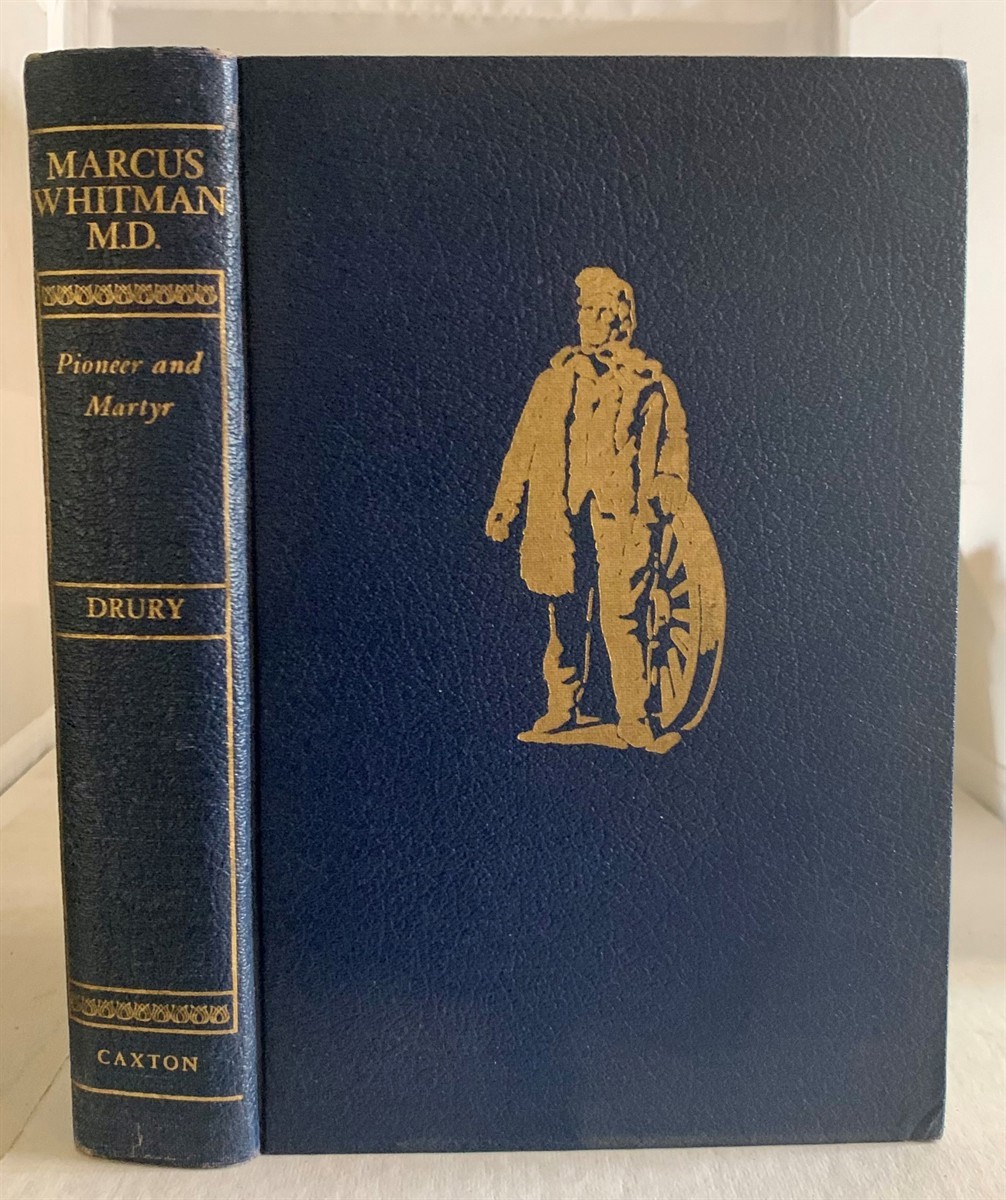 MARCUS
WHITMAN
M.D.
Pioneer and
Martyr
DRURY
CAXTON